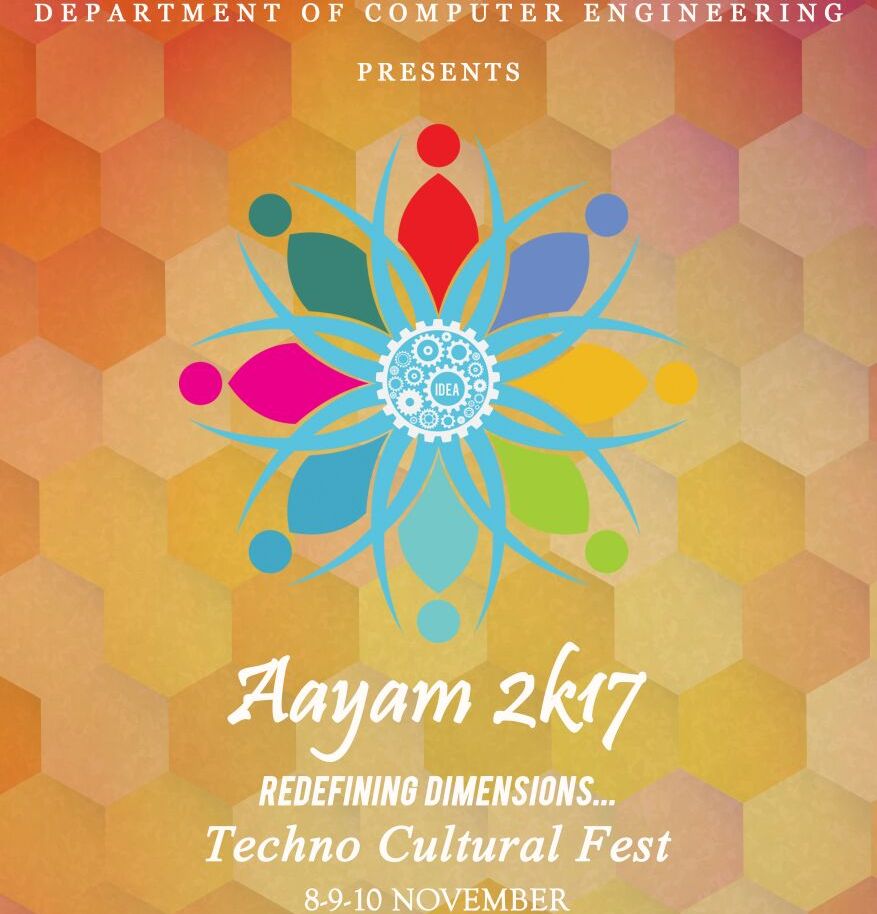 DEPARTMENT OF COMPUTER ENGINEERING
PRESENTS
IDEA
Aayam 2k17
REDEFINING DIMENSIONS...
Techno Cultural Fest
8-9-10 NOVEMBER